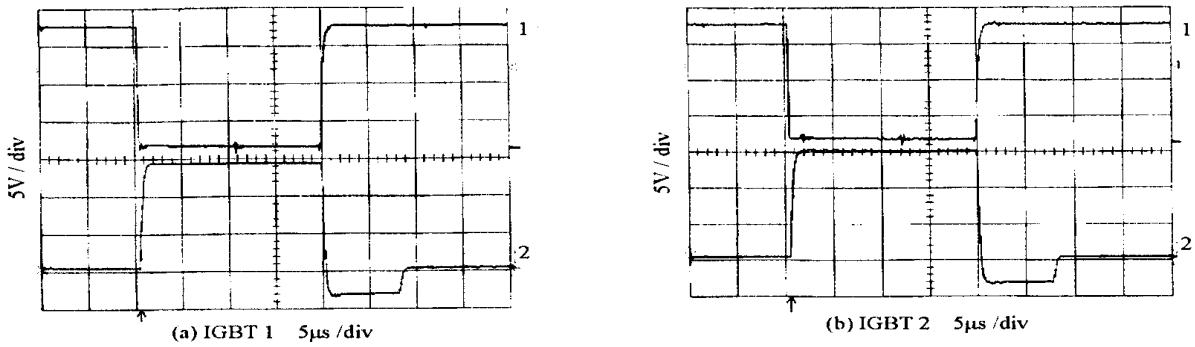 5V / div
1
2
(a) IGBT 1 5μs /div
5V / div
1
2
(b) IGBT 2 5μs /div